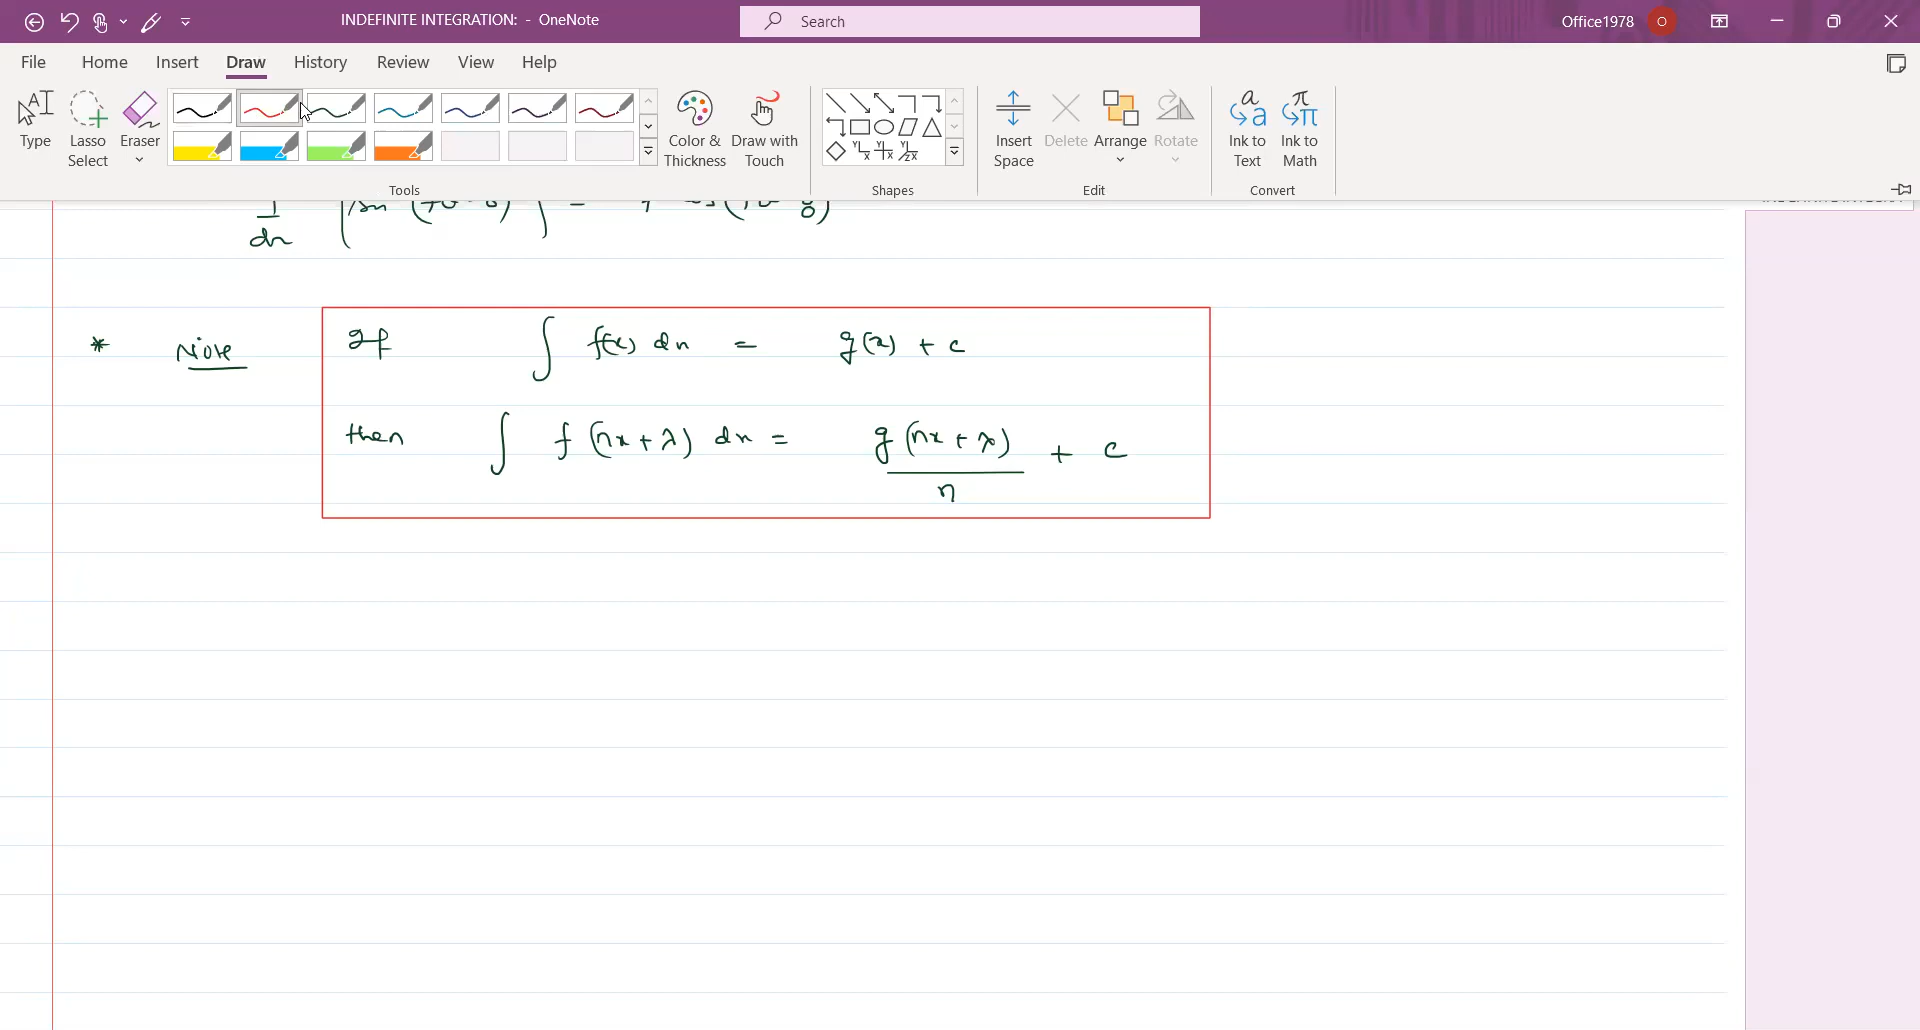 INDEFINITE INTEGRATION: - OneNote
Search
Office1978 O
File Home Insert Draw History Review View Help
Type Lasso Select Eraser Color & Thickness Draw with Touch Insert Space Delete Arrange Rotate Ink to Text Ink to Math
Tools Shapes Edit Convert
dx
* Note If ∫ f(x) dx = g(x) + c
then ∫ f (nx + λ) dx = g (nx + λ) / n + c